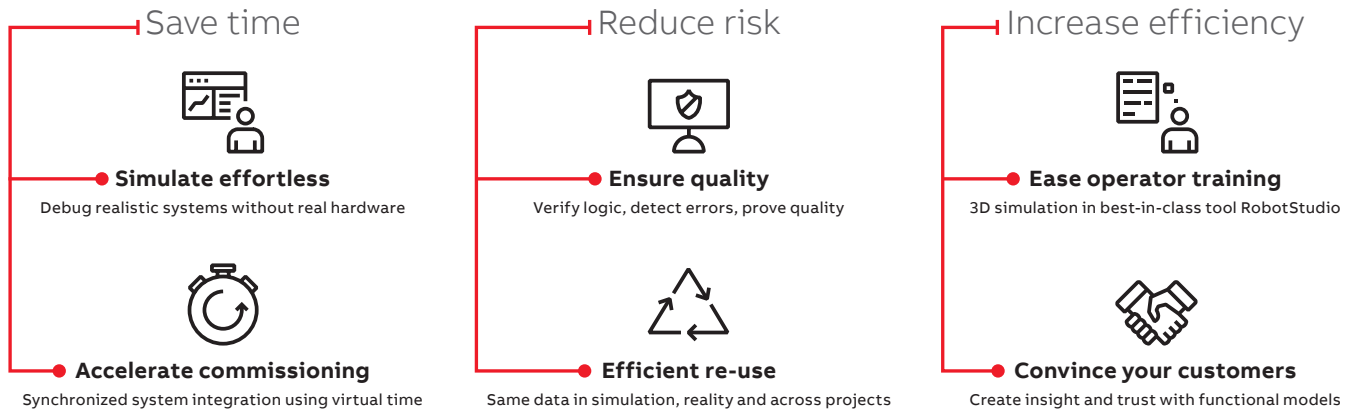 Save time
Simulate effortless
Debug realistic systems without real hardware
Accelerate commissioning
Synchronized system integration using virtual time
Reduce risk
Ensure quality
Verify logic, detect errors, prove quality
Efficient re-use
Same data in simulation, reality and across projects
Increase efficiency
Ease operator training
3D simulation in best-in-class tool RobotStudio
Convince your customers
Create insight and trust with functional models